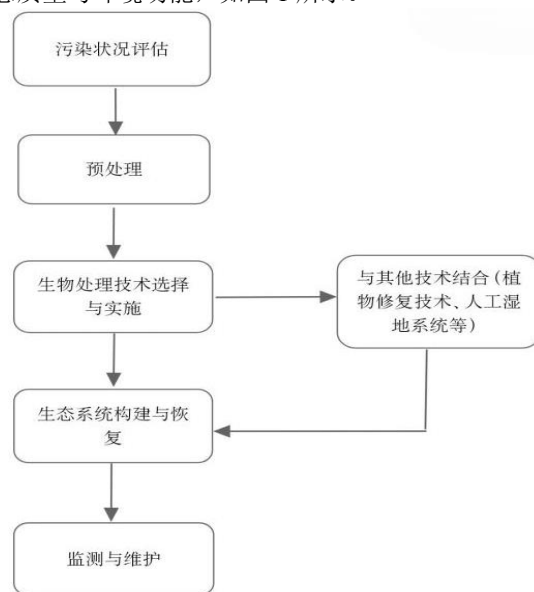 污染状况评估
预处理
生物处理技术选择
与实施
与其他技术结合(植
物修复技术、人工湿
地系统等)
生态系统构建与恢
复
监测与维护